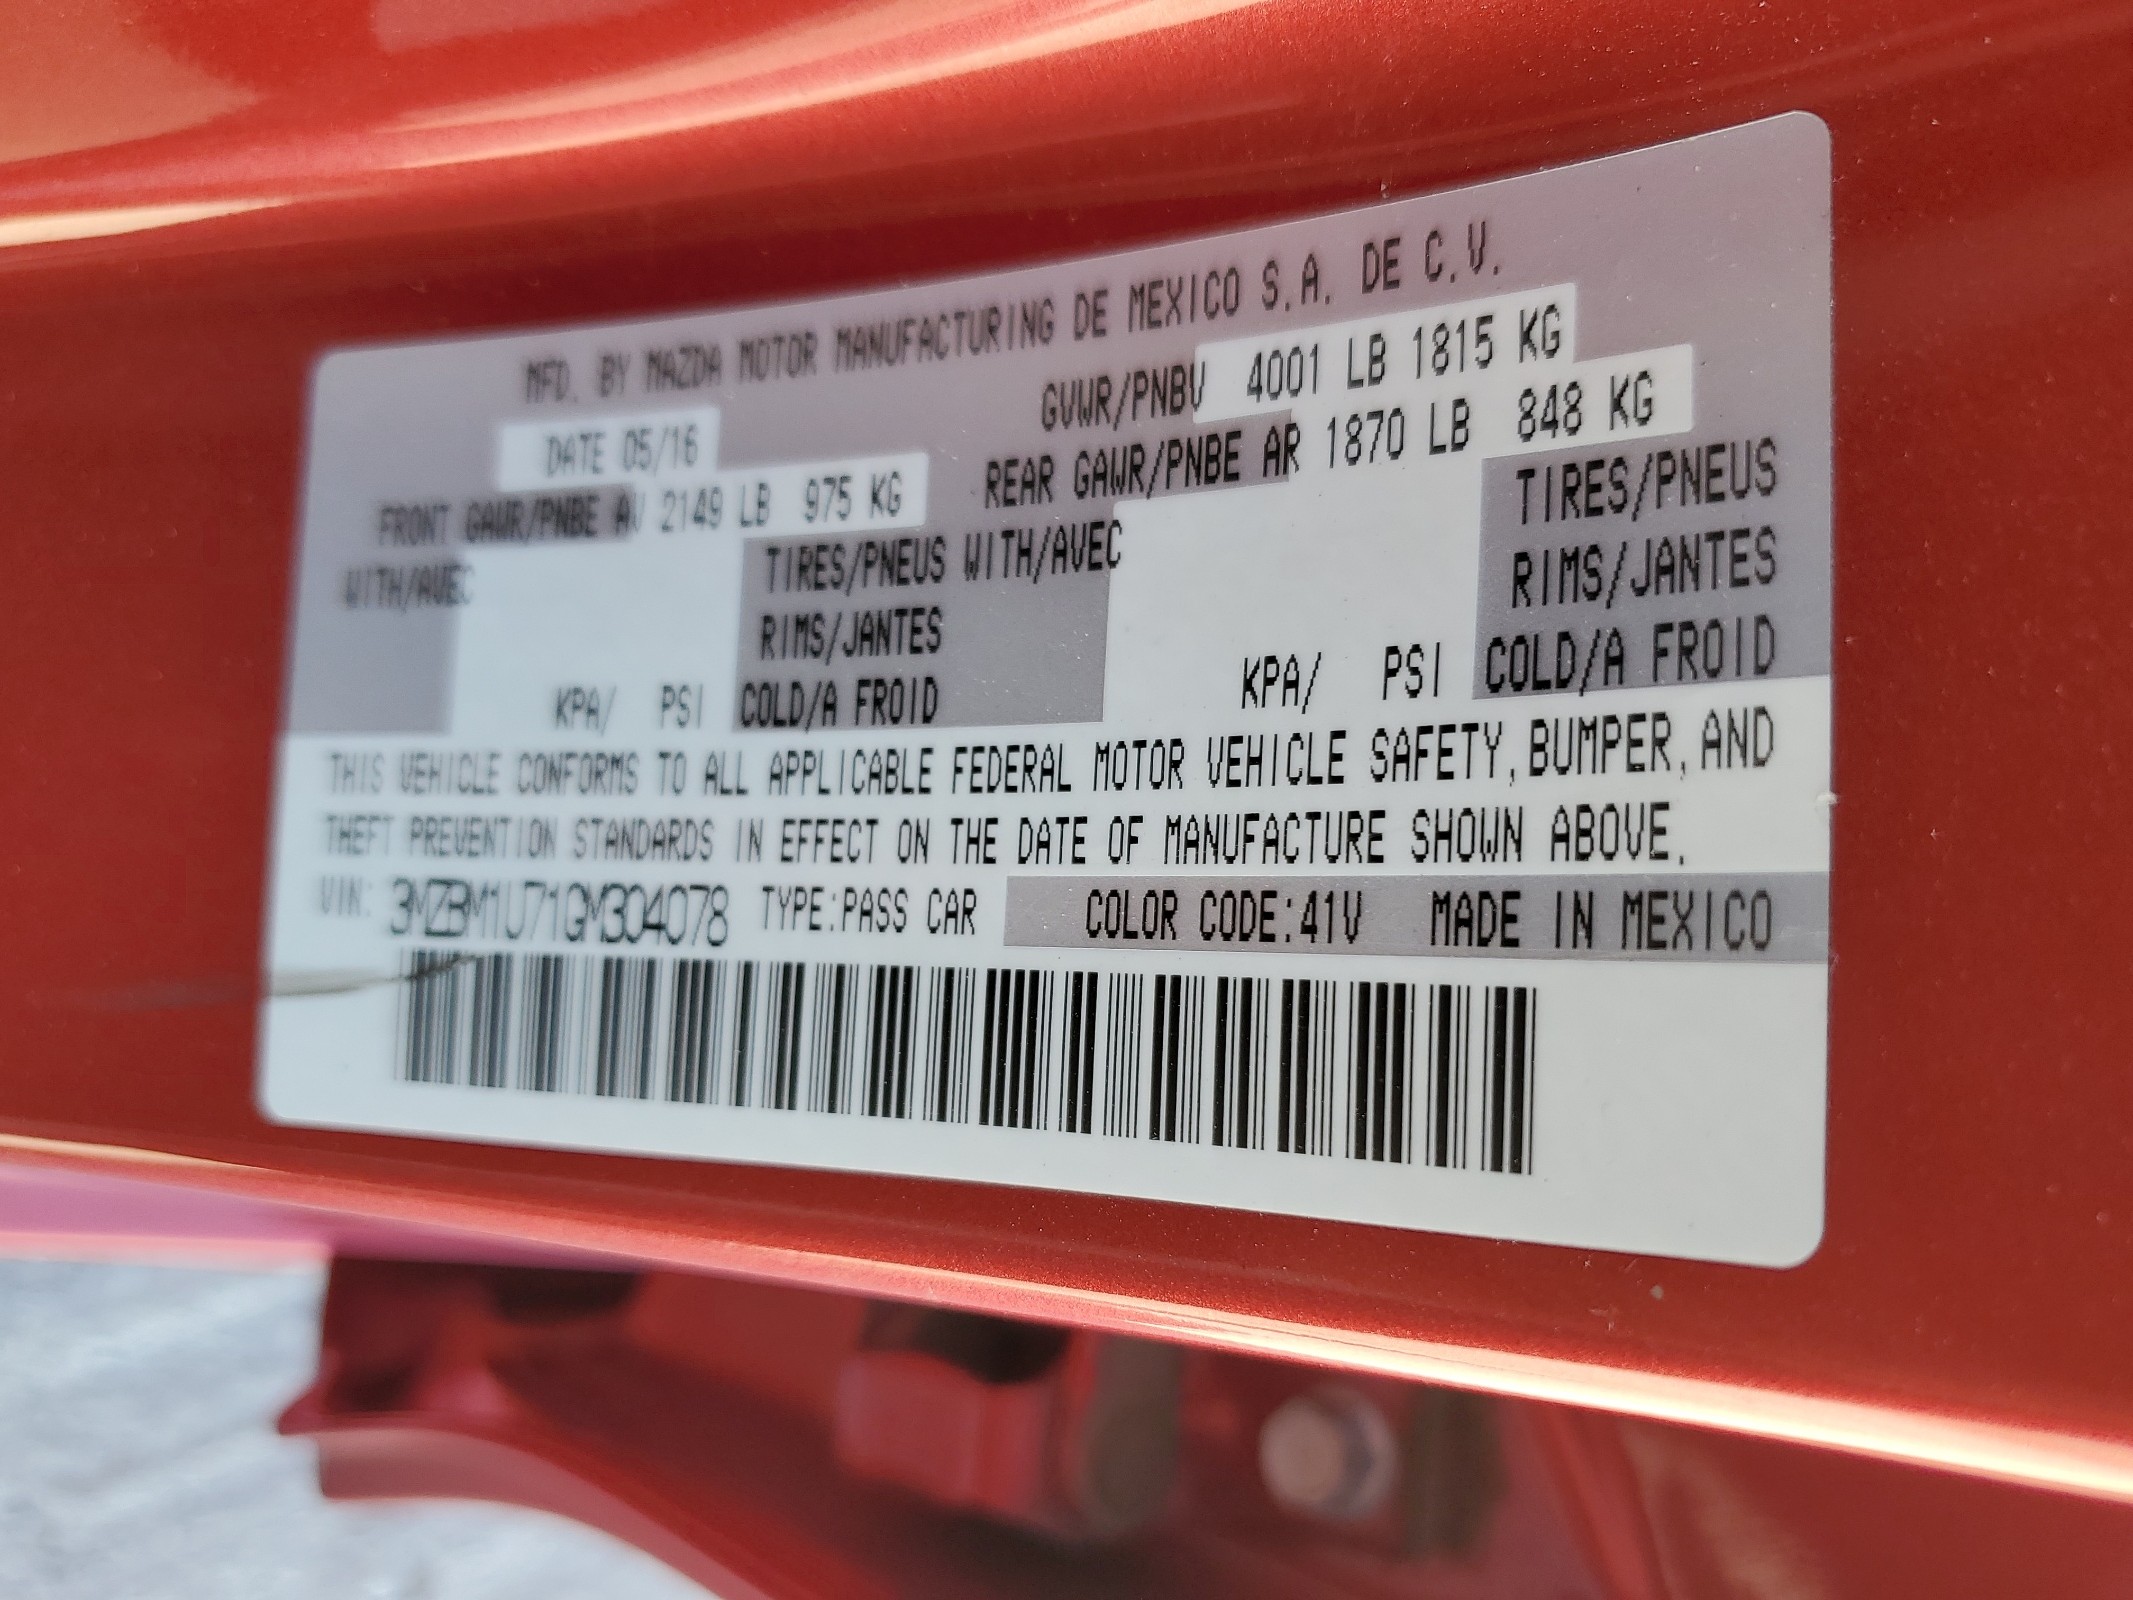 MFD. BY MAZDA MOTOR MANUFACTURING DE MEXICO S.A. DE C.V.
DATE 05/16 GVWR/PNBV 4001 LB 1815 KG
FRONT GAWR/PNBE AV 2149 LB 975 KG REAR GAWR/PNBE AR 1870 LB 848 KG
WITH/AVEC TIRES/PNEUS WITH/AVEC TIRES/PNEUS
RIMS/JANTES RIMS/JANTES
KPA/ PSI COLD/A FROID KPA/ PSI COLD/A FROID
THIS VEHICLE CONFORMS TO ALL APPLICABLE FEDERAL MOTOR VEHICLE SAFETY, BUMPER, AND
THEFT PREVENTION STANDARDS IN EFFECT ON THE DATE OF MANUFACTURE SHOWN ABOVE.
VIN: 3MZBM1U71GM304078 TYPE:PASS CAR COLOR CODE:41V MADE IN MEXICO